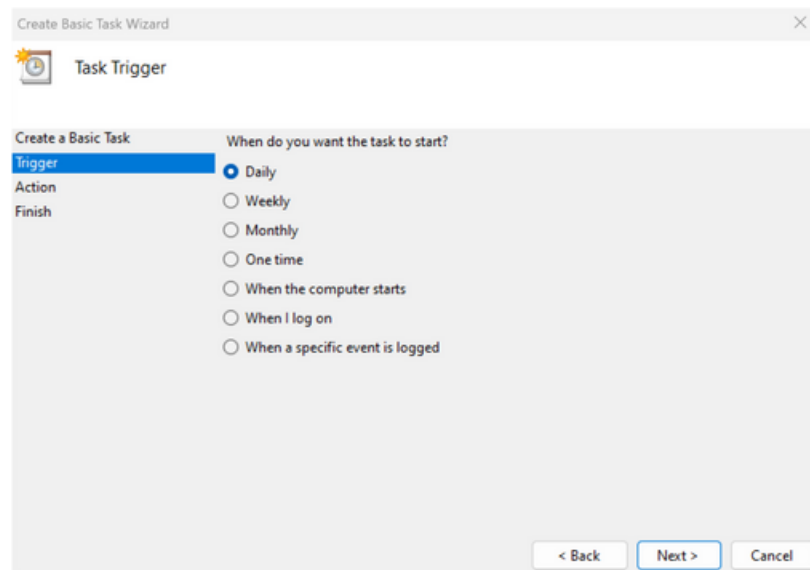 Create Basic Task Wizard
Task Trigger
Create a Basic Task
Trigger
Action
Finish
When do you want the task to start?
Daily
Weekly
Monthly
One time
When the computer starts
When I log on
When a specific event is logged
< Back
Next >
Cancel